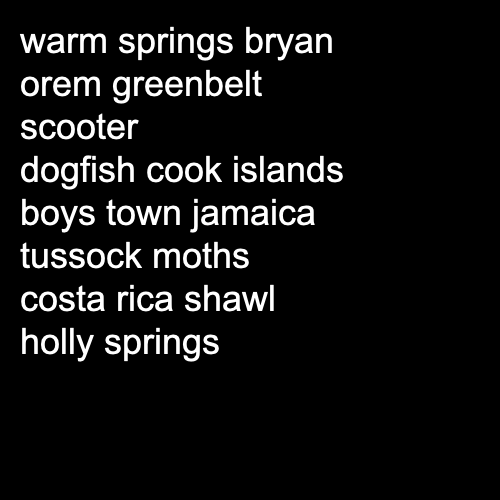 warm springs bryan
orem greenbelt
scooter
dogfish cook islands
boys town jamaica
tussock moths
costa rica shawl
holly springs